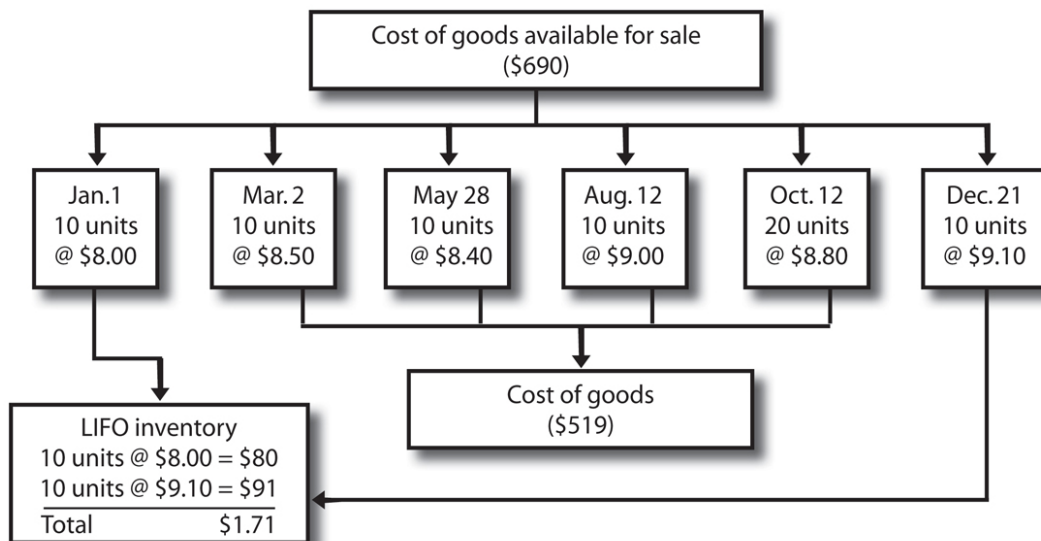 Cost of goods available for sale
($690)
Jan.1
10 units
@ $8.00
Mar. 2
10 units
@ $8.50
May 28
10 units
@ $8.40
Aug. 12
10 units
@ $9.00
Oct. 12
20 units
@ $8.80
Dec. 21
10 units
@ $9.10
Cost of goods
($519)
LIFO inventory
10 units @ $8.00 = $80
10 units @ $9.10 = $91
Total $1.71